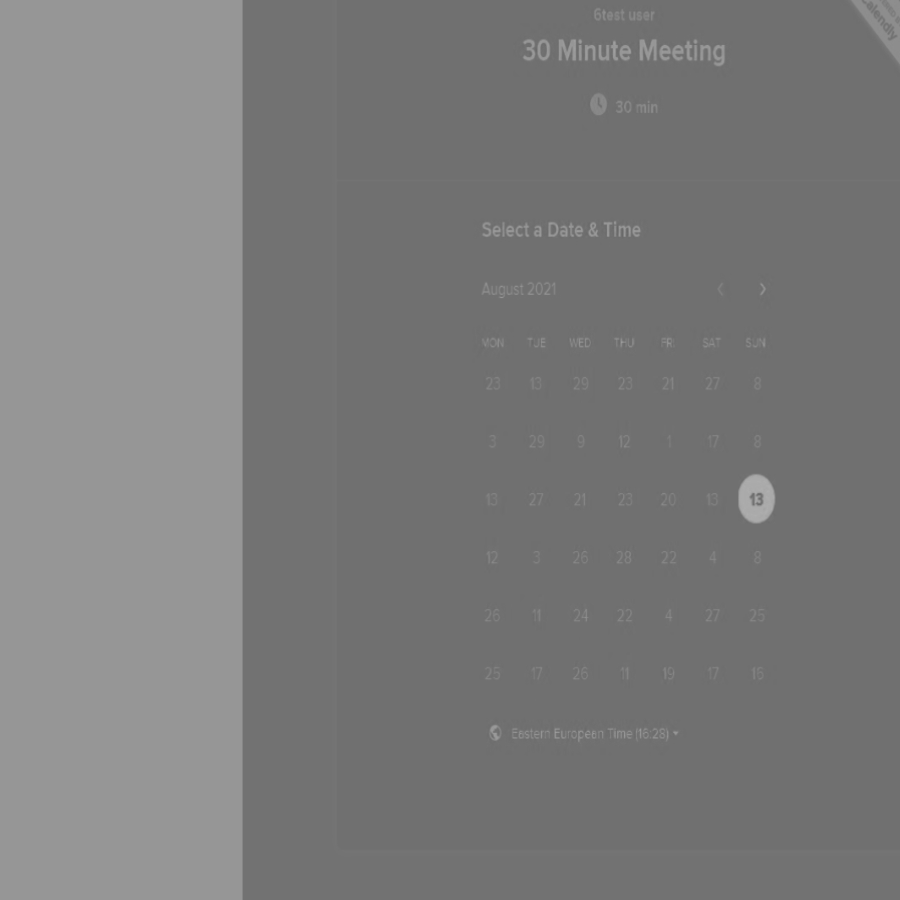 6test user
30 Minute Meeting
30 min
Calendly
Select a Date & Time
August 2021
MON TUE WED THU FRI SAT SUN
23 13 29 23 21 27 8
3 29 9 12 1 17 8
13 27 21 23 20 13 13
12 3 26 28 22 4 8
26 11 24 22 4 27 25
25 17 26 11 19 17 15
Eastern European Time (16:28)